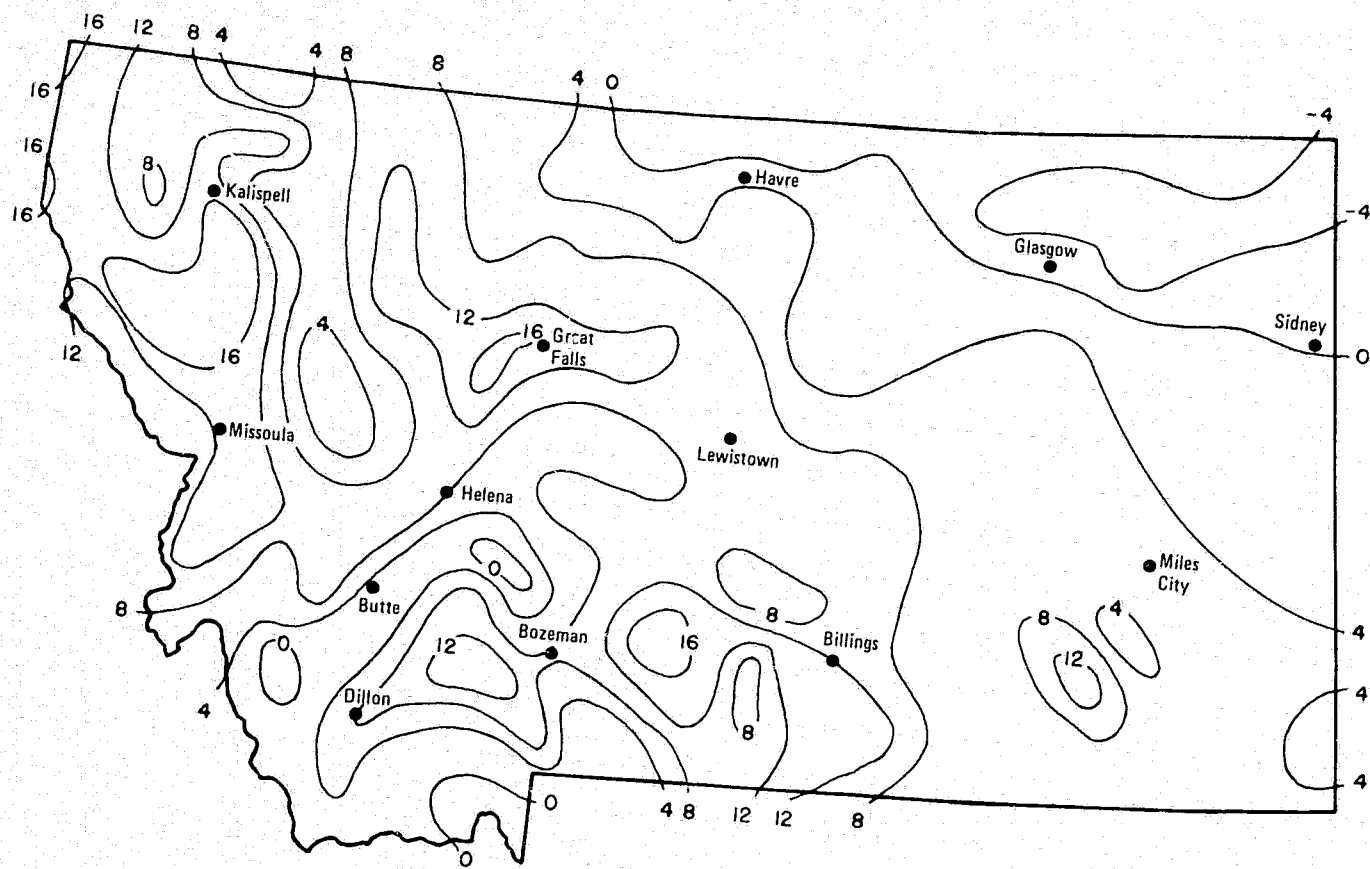 16 12 8 4 4 8 8 4 0 -4
16
16
8
Kalispell
Havre
16
-4
Glasgow
12
16
Great
Falls
4
Sidney
0
12
16
Missoula
Lewistown
Helena
Miles
City
0
8
Butte
8
8
4
4
0
Bozeman
16
Billings
12
12
Dillon
4
4
8
0
4 8 12 12 8
4
0